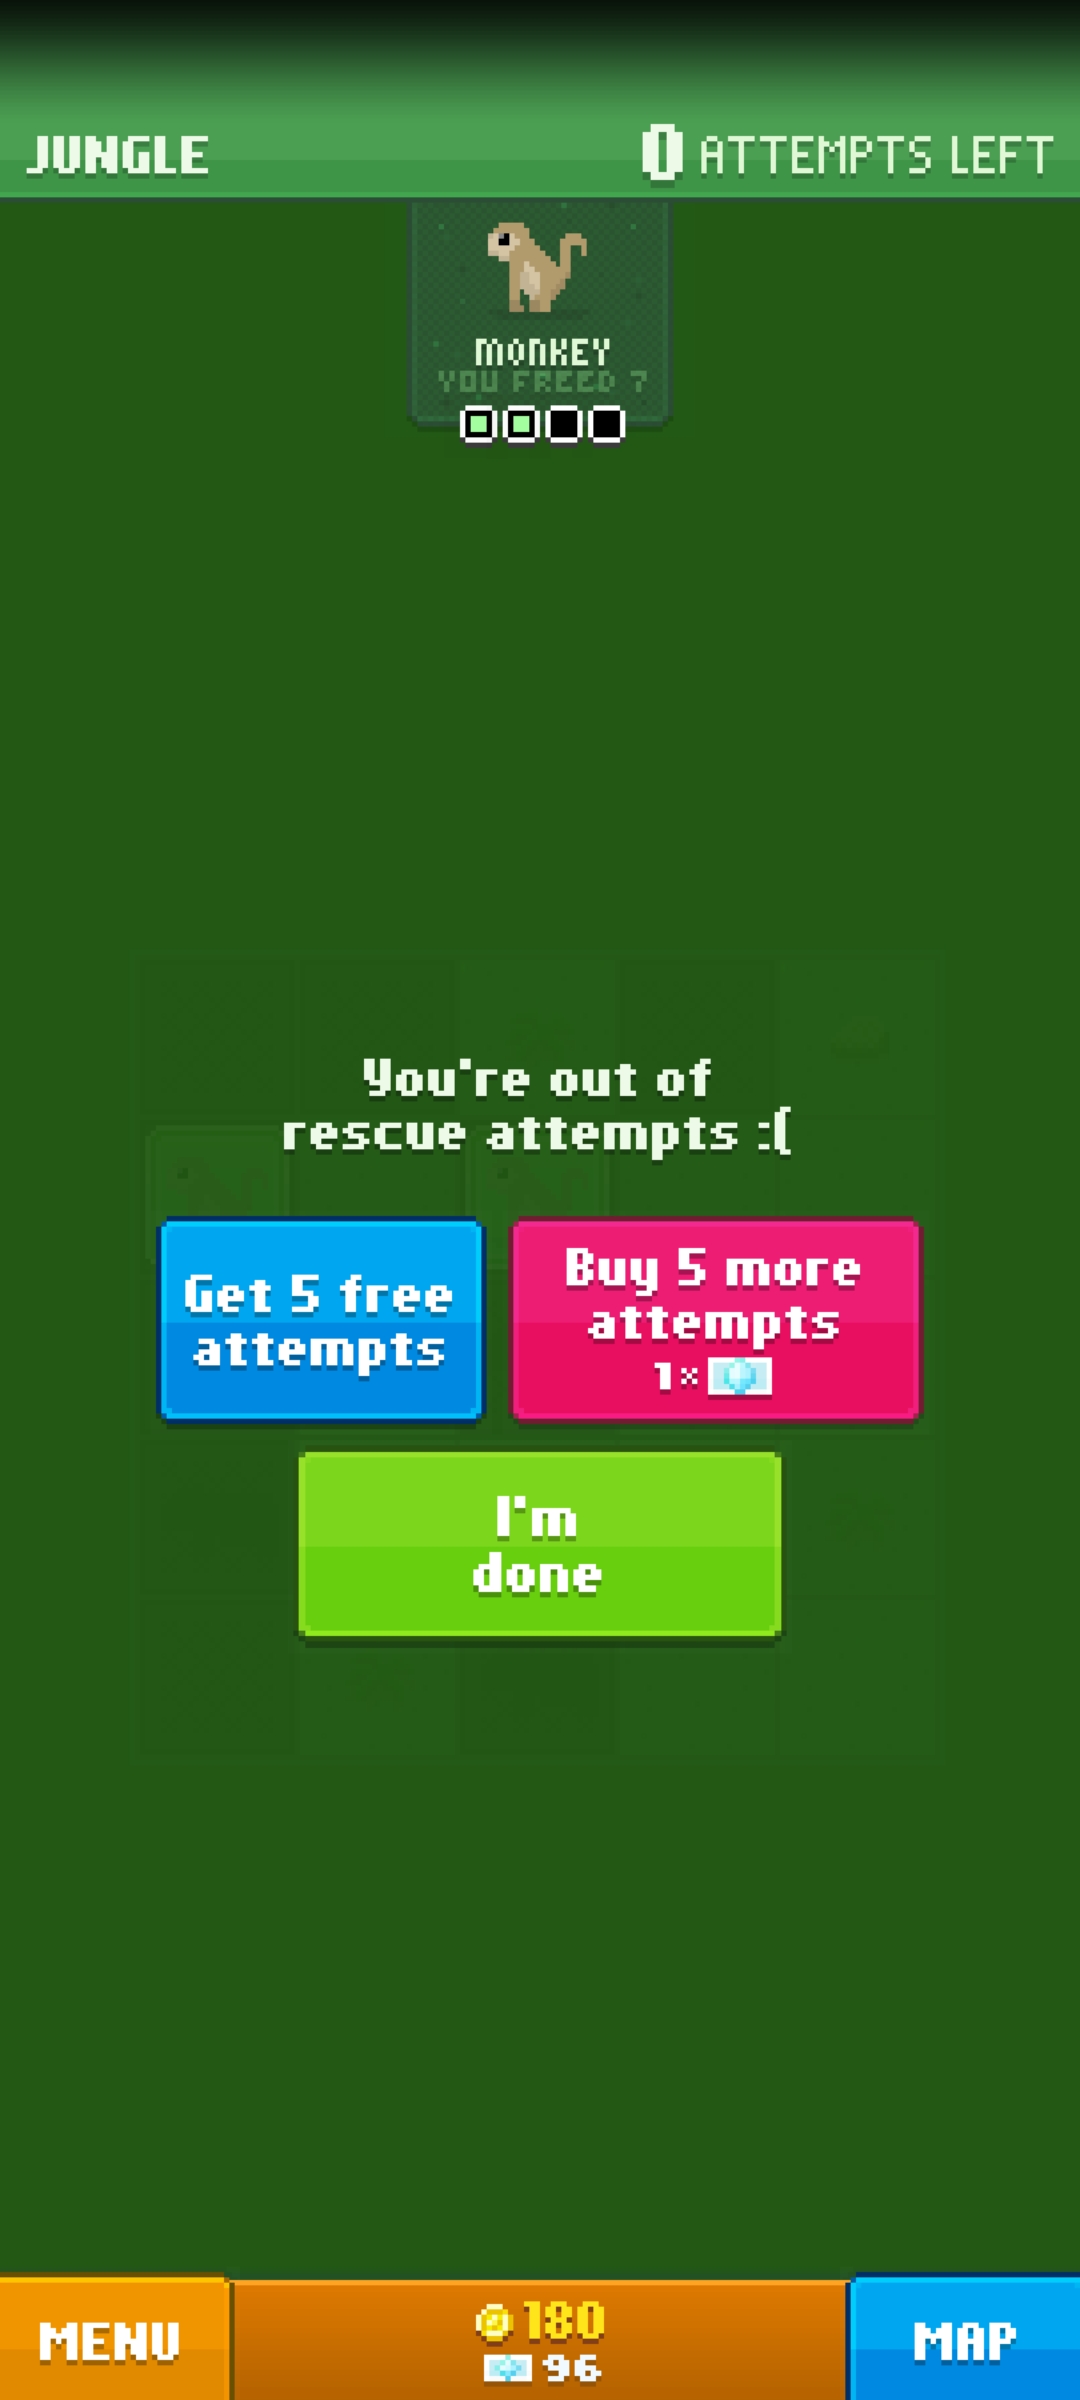 JUNGLE
0 ATTEMPTS LEFT
MONKEY
YOU FREED 7
You're out of
rescue attempts :(
Get 5 free
attempts
Buy 5 more
attempts
1×
I'm
done
MENU
180
96
MAP